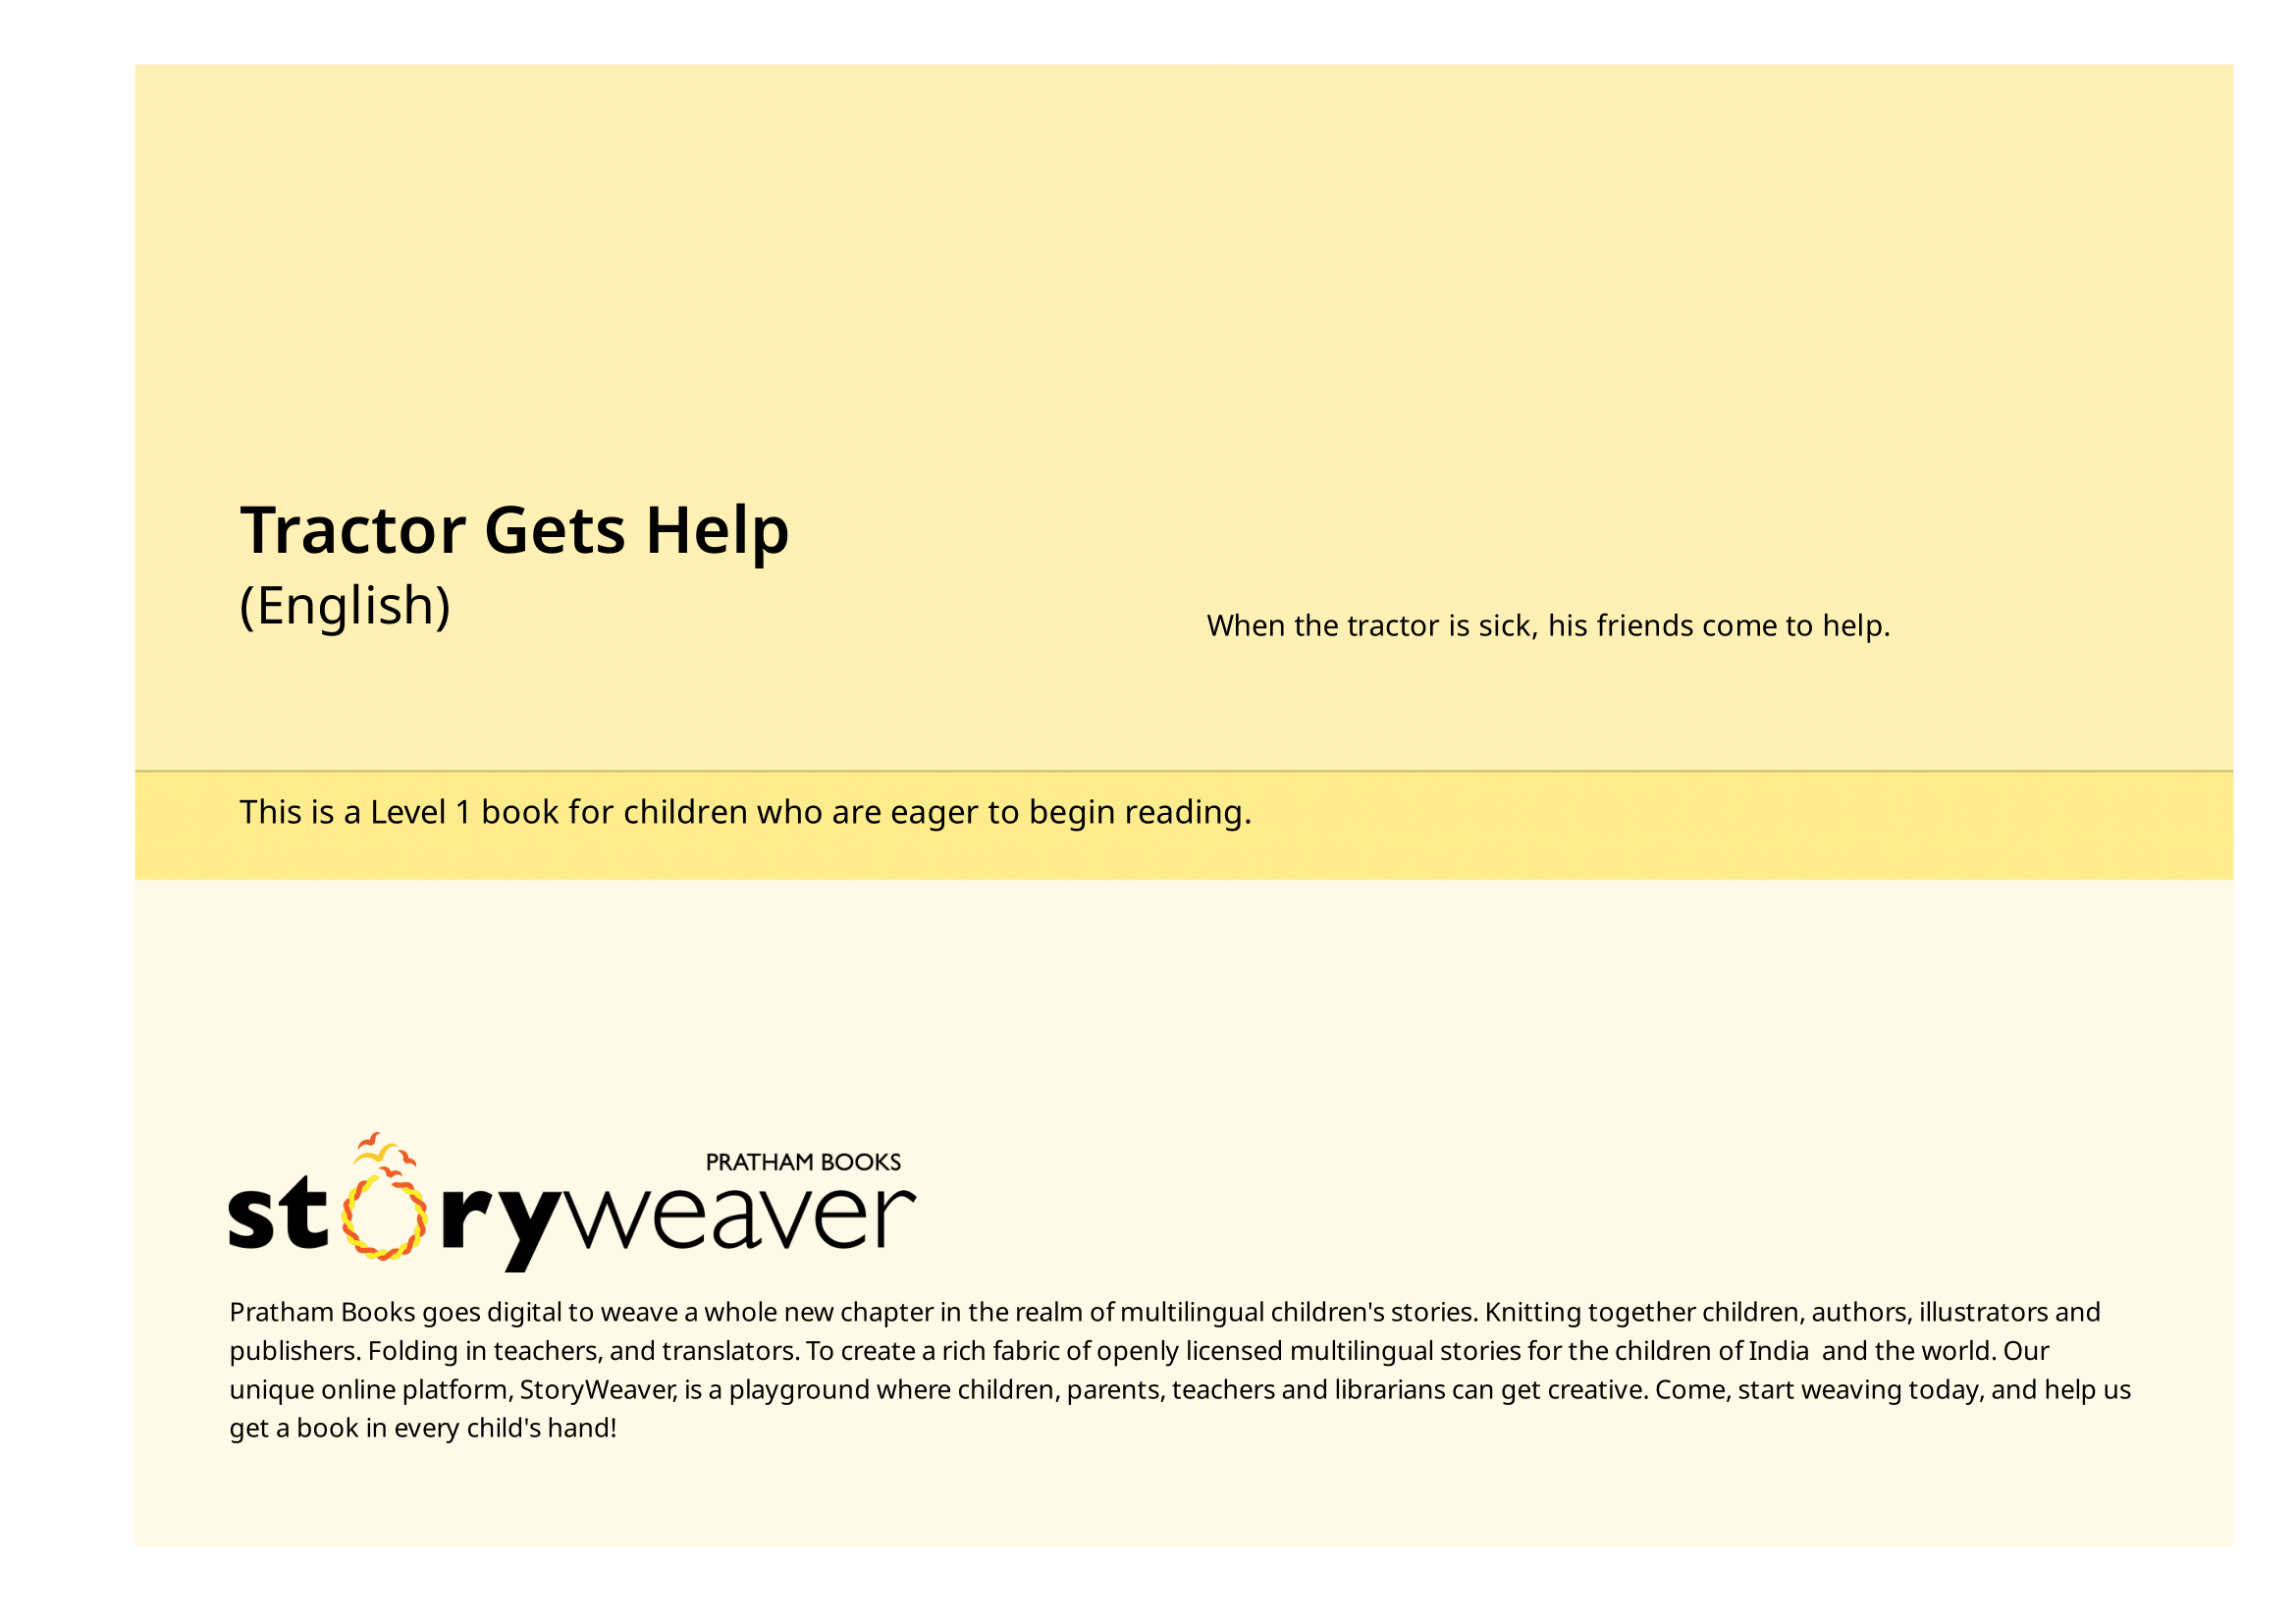 Tractor Gets Help
(English)
When the tractor is sick, his friends come to help.
This is a Level 1 book for children who are eager to begin reading.
PRATHAM BOOKS
storyweaver
Pratham Books goes digital to weave a whole new chapter in the realm of multilingual children's stories. Knitting together children, authors, illustrators and
publishers. Folding in teachers, and translators. To create a rich fabric of openly licensed multilingual stories for the children of India  and the world. Our
unique online platform, StoryWeaver, is a playground where children, parents, teachers and librarians can get creative. Come, start weaving today, and help us
get a book in every child's hand!